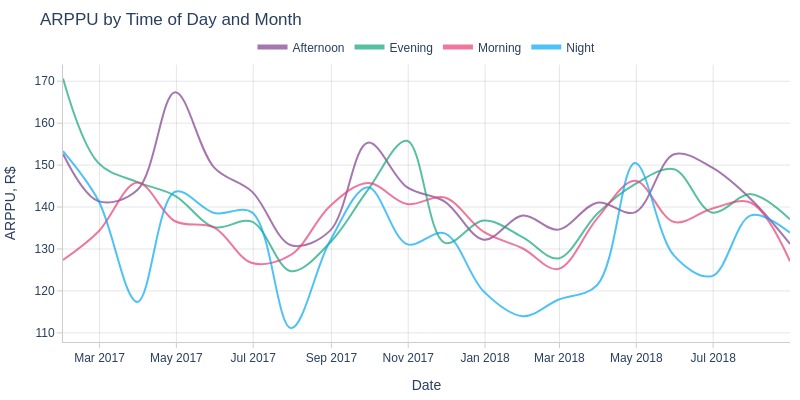 ARPPU by Time of Day and Month
Afternoon Evening Morning Night
170
160
150
140
130
120
110
ARPPU, R$
Mar 2017 May 2017 Jul 2017 Sep 2017 Nov 2017 Jan 2018 Mar 2018 May 2018 Jul 2018
Date